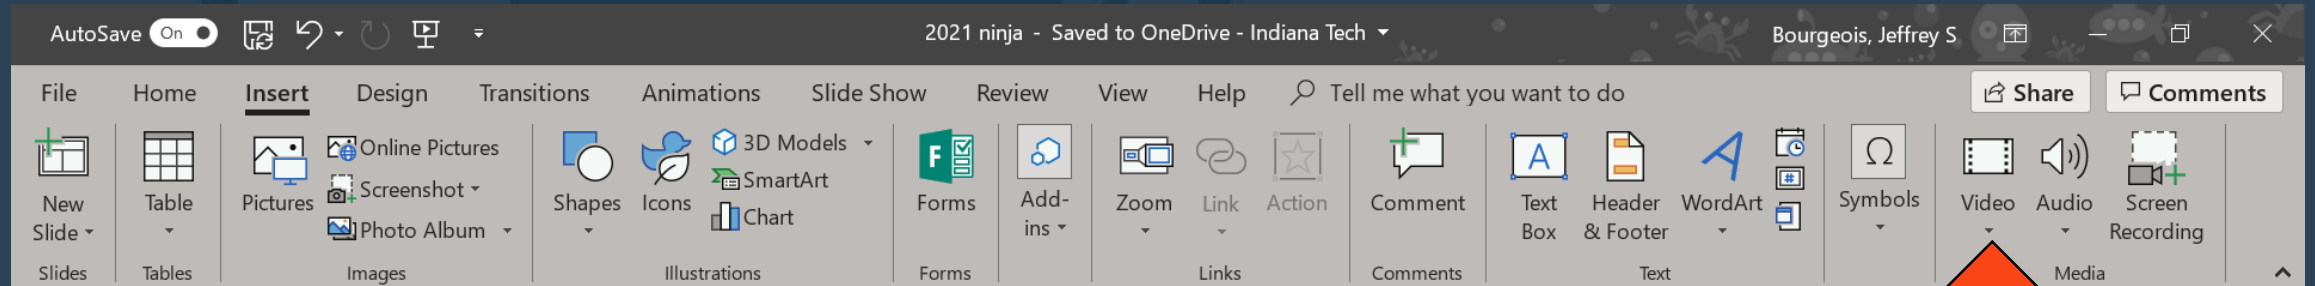 AutoSave On
2021 ninja - Saved to OneDrive - Indiana Tech
Bourgeois, Jeffrey S
File Home Insert Design Transitions Animations Slide Show Review View Help Tell me what you want to do Share Comments
New Slide
Slides
Table
Tables
Pictures
Online Pictures
Screenshot
Photo Album
Images
Shapes
Icons
3D Models
SmartArt
Chart
Illustrations
Forms
Forms
Add-
ins
Zoom
Link
Action
Links
Comment
Comments
Text
Box
Header
& Footer
WordArt
Text
Symbols
Video
Audio
Screen
Recording
Media